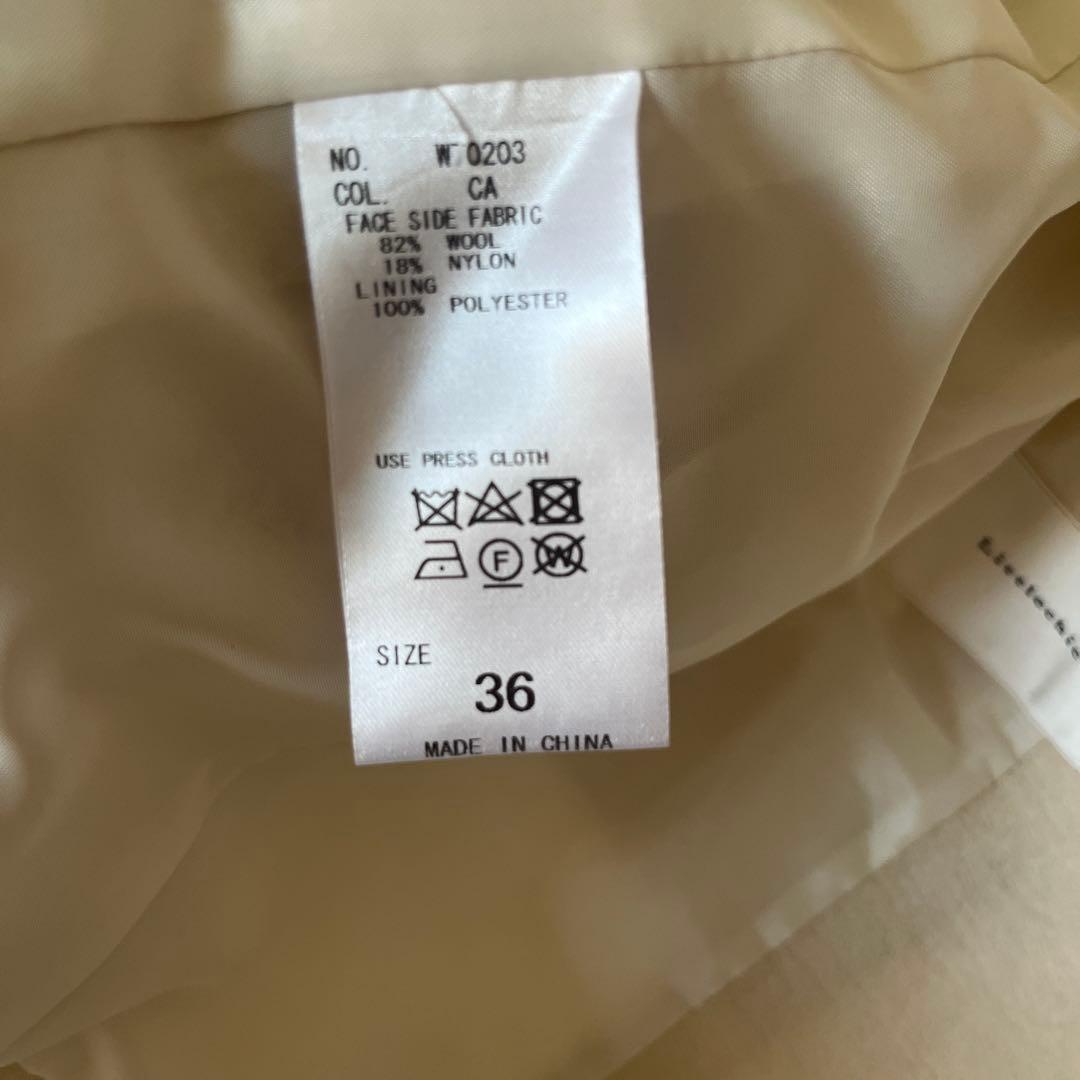 NO. W 0203
COL. CA
FACE SIDE FABRIC
82% WOOL
18% NYLON
LINING
100% POLYESTER
USE PRESS CLOTH
F
W
SIZE
36
MADE IN CHINA